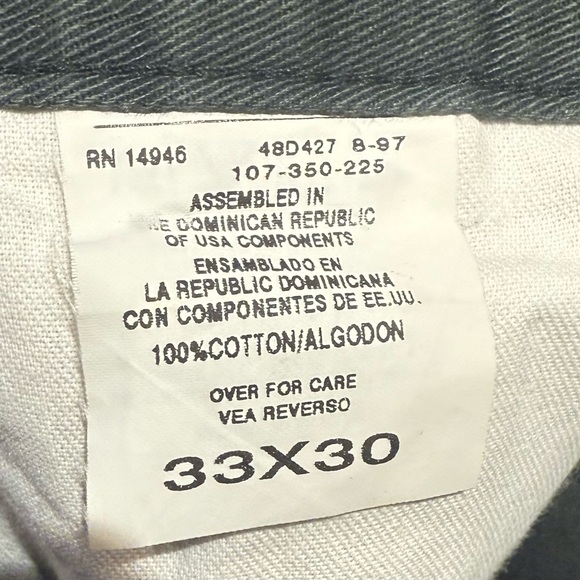 RN 14946 48D427 8-97
107-350-225
ASSEMBLED IN
DOMINICAN REPUBLIC
OF USA COMPONENTS
ENSAMBLADO EN
LA REPUBLIC DOMINICANA
CON COMPONENTES DE EE.UU.
100%COTTON/ALGODON
OVER FOR CARE
VEA REVERSO
33X30